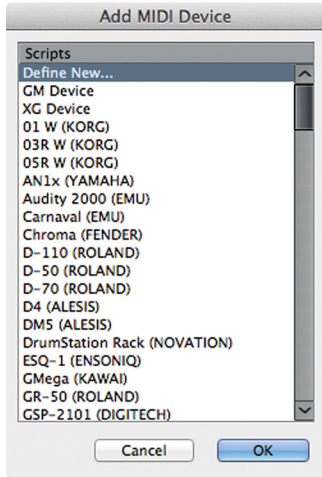 Add MIDI Device
Scripts
Define New...
GM Device
XG Device
01 W (KORG)
03R W (KORG)
05R W (KORG)
AN1x (YAMAHA)
Audity 2000 (EMU)
Carnaval (EMU)
Chroma (FENDER)
D-110 (ROLAND)
D-50 (ROLAND)
D-70 (ROLAND)
D4 (ALESIS)
DM5 (ALESIS)
DrumStation Rack (NOVATION)
ESQ-1 (ENSONIQ)
GMega (KAWAI)
GR-50 (ROLAND)
GSP-2101 (DIGITECH)
Cancel OK